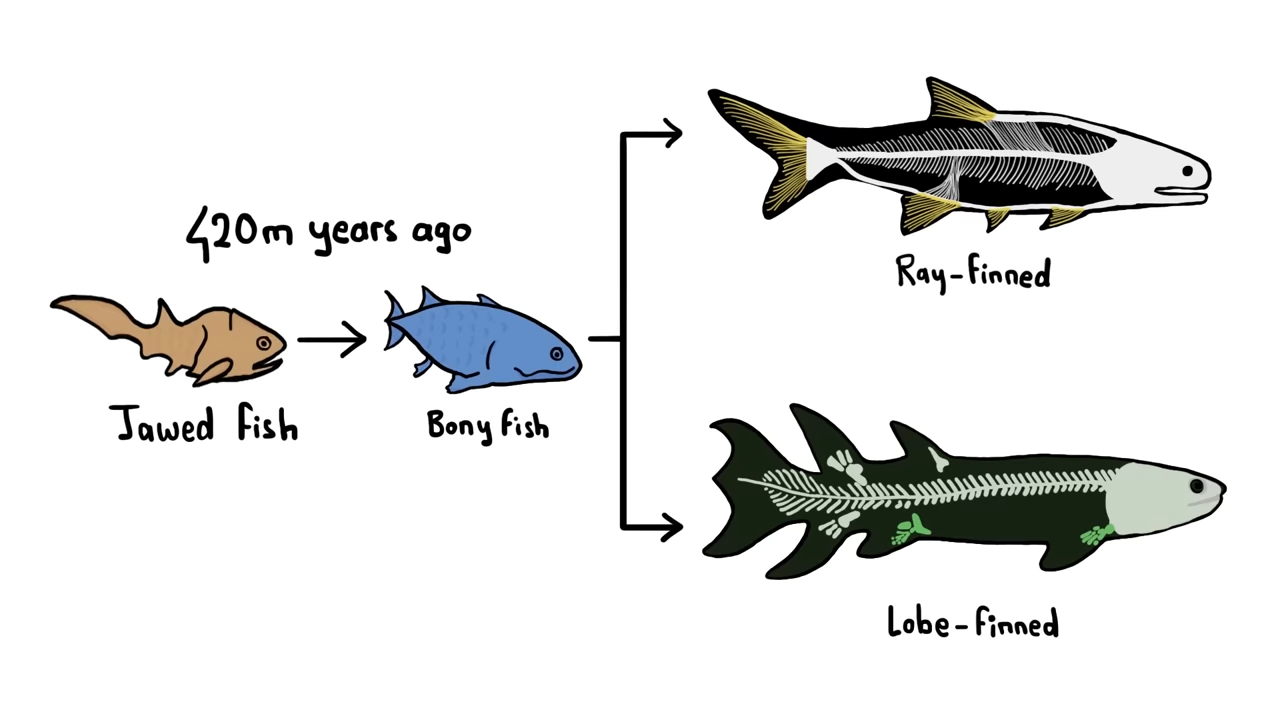 420m years ago
Jawed fish
Bony fish
Ray-finned
Lobe-finned